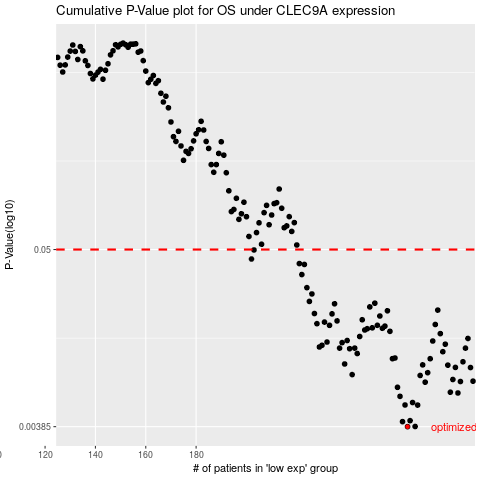 Cumulative P-Value plot for OS under CLEC9A expression
P-Value(log10)
0.05
0.00385
optimized
0 120 140 160 180
# of patients in 'low exp' group